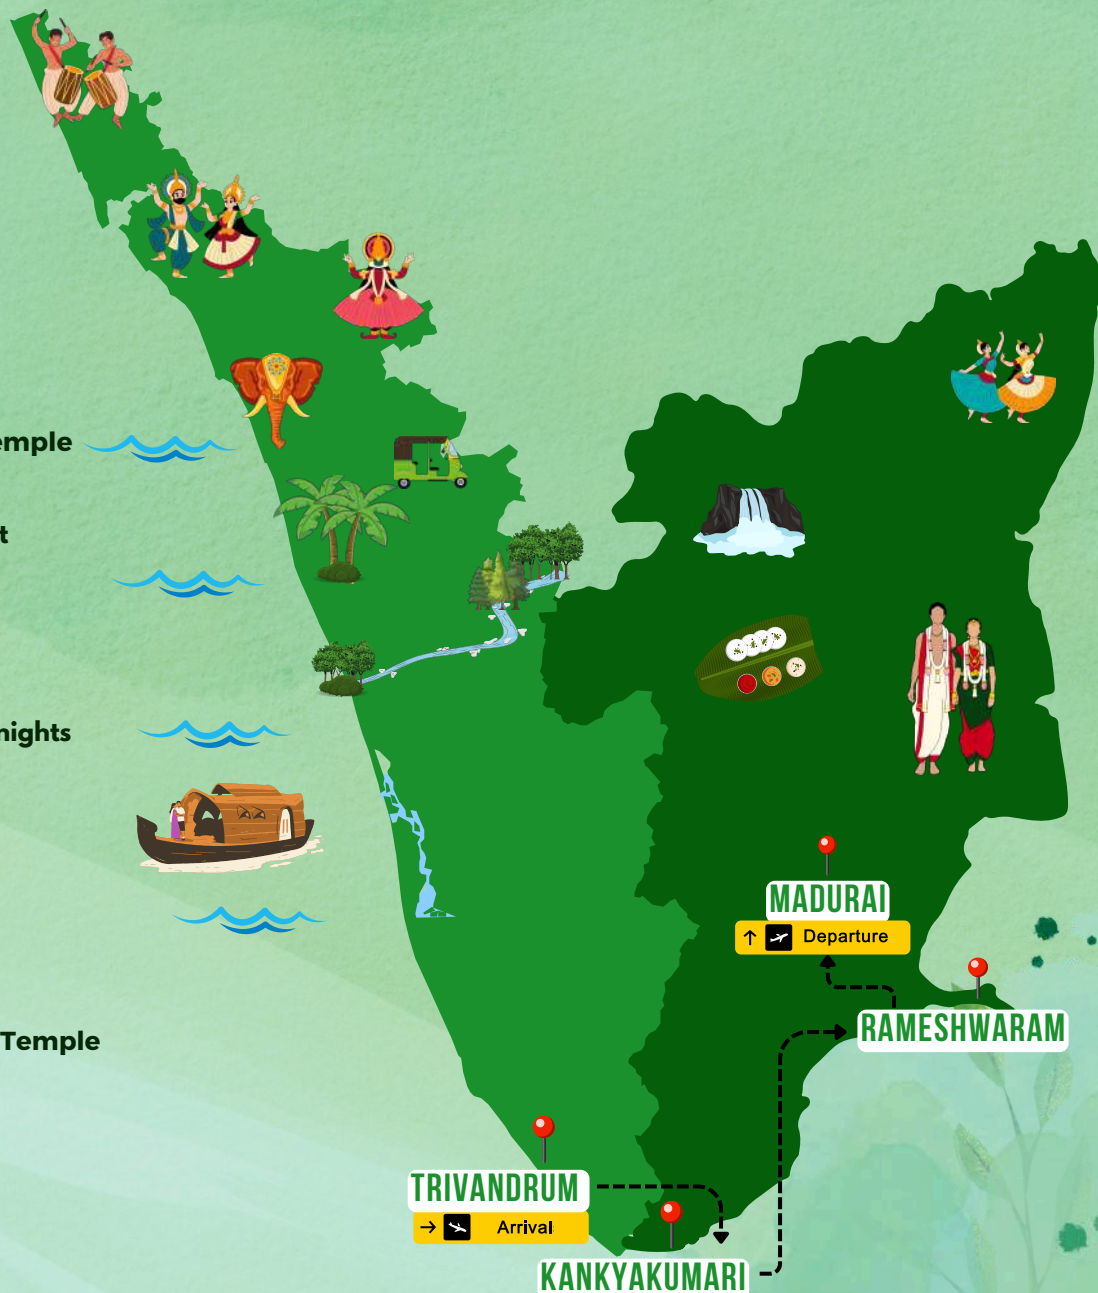 emple
t
nights
MADURAI
Departure
RAMESHWARAM
Temple
TRIVANDRUM
Arrival
KANKYAKUMARI